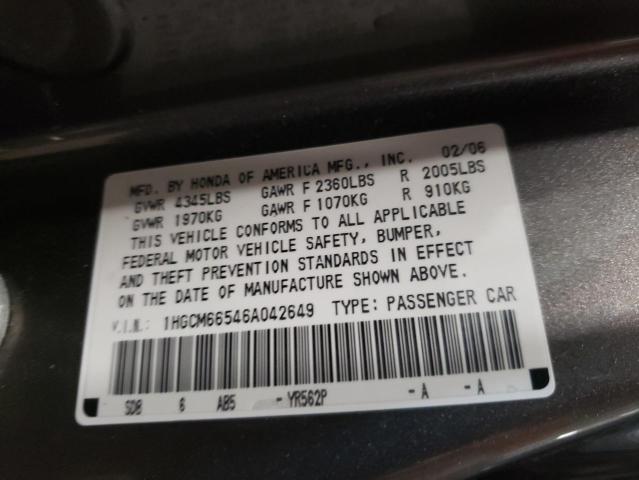 MFD. BY HONDA OF AMERICA MFG., INC. 02/06
GVWR 4345LBS GAWR F 2360LBS R 2005LBS
GVWR 1970KG GAWR F 1070KG R 910KG
THIS VEHICLE CONFORMS TO ALL APPLICABLE
FEDERAL MOTOR VEHICLE SAFETY, BUMPER,
AND THEFT PREVENTION STANDARDS IN EFFECT
ON THE DATE OF MANUFACTURE SHOWN ABOVE.
V.I.N.: 1HGCM66546A042649 TYPE: PASSENGER CAR
SDB 6 AB5 -YR562P -A -A